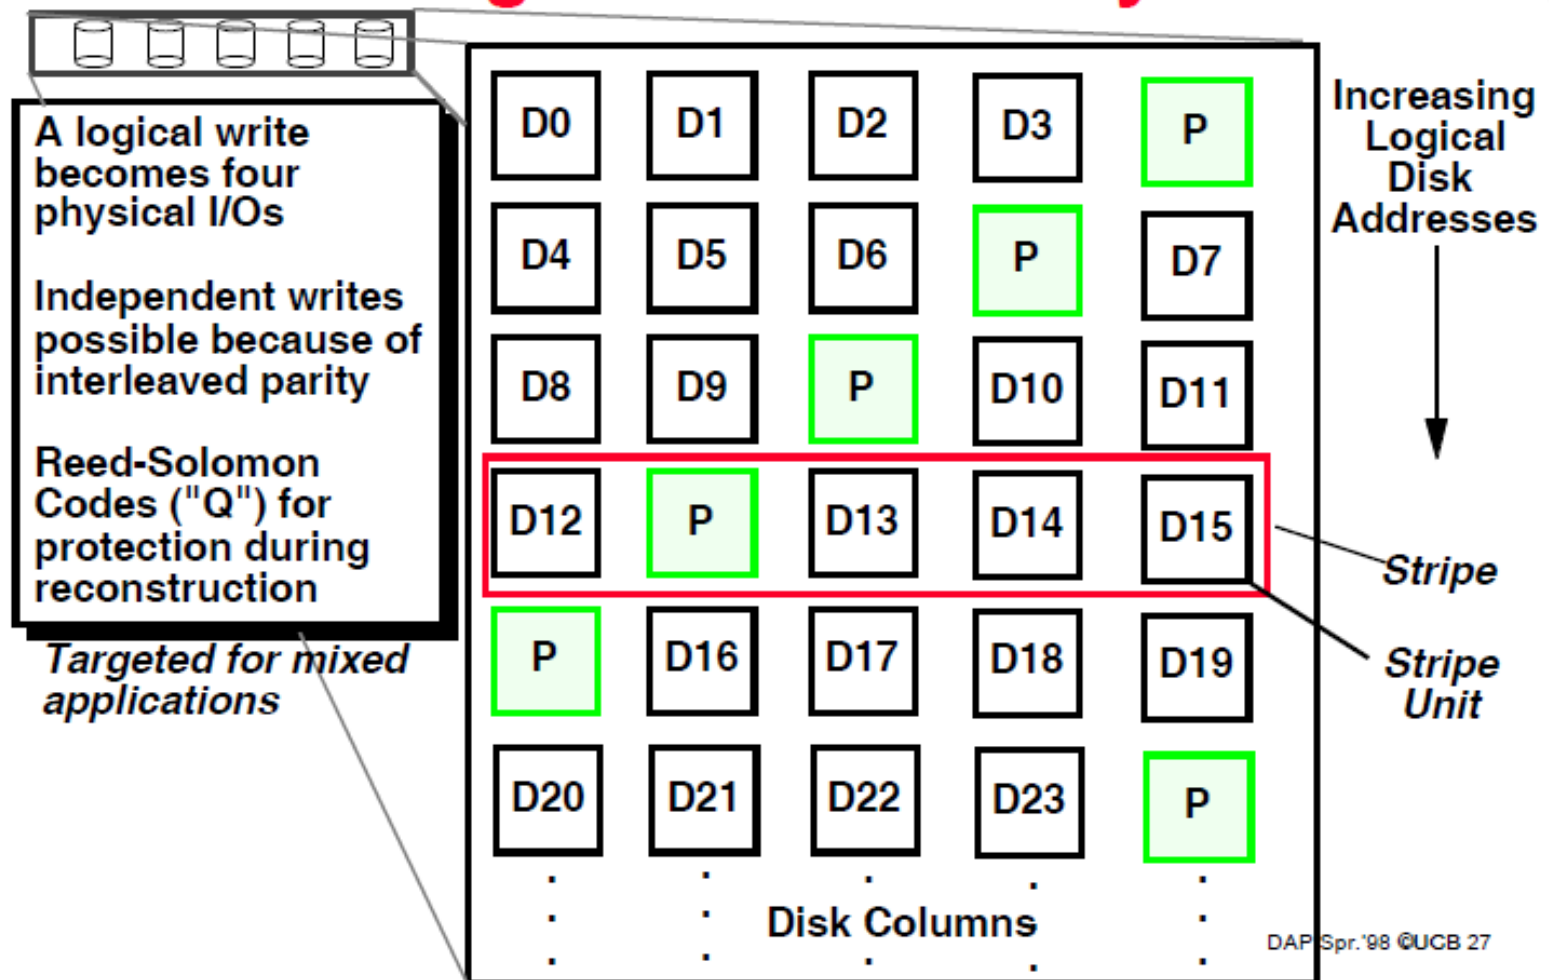 A logical write
becomes four
physical I/Os
Independent writes
possible because of
interleaved parity
Reed-Solomon
Codes ("Q") for
protection during
reconstruction
Targeted for mixed
applications
D0 D1 D2 D3 P
D4 D5 D6 P D7
D8 D9 P D10 D11
D12 P D13 D14 D15
P D16 D17 D18 D19
D20 D21 D22 D23 P
Disk Columns
Increasing
Logical
Disk
Addresses
Stripe
Stripe
Unit
DAP Spr.'98 ©UCB 27